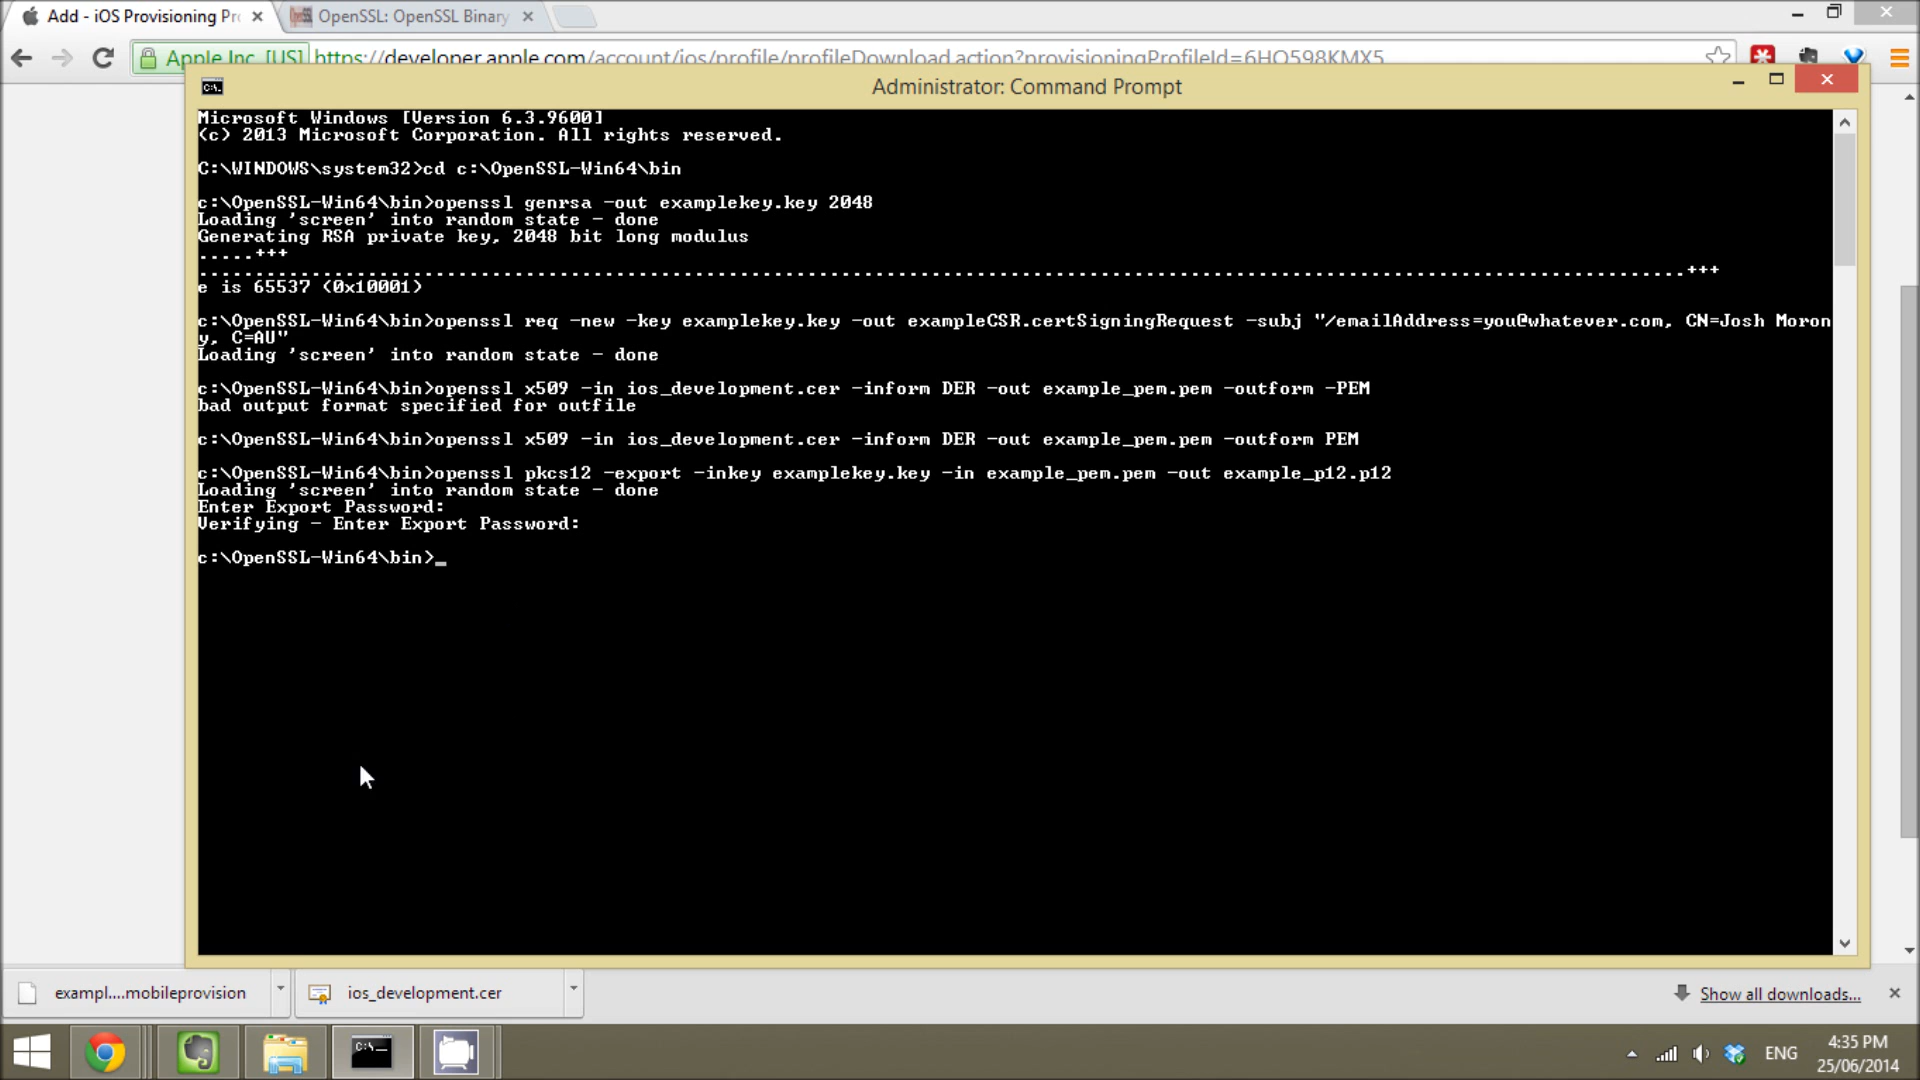 Add - iOS Provisioning Pr
OpenSSL: OpenSSL Binary
Apple Inc. [US] https://developer.apple.com/account/ios/profile/profileDownload.action?provisioningProfileId=6HQ598KMX5
Administrator: Command Prompt
Microsoft Windows [Version 6.3.9600]
(c) 2013 Microsoft Corporation. All rights reserved.
C:\WINDOWS\system32>cd c:\OpenSSL-Win64\bin
c:\OpenSSL-Win64\bin>openssl genrsa -out examplekey.key 2048
Loading 'screen' into random state - done
Generating RSA private key, 2048 bit long modulus
.....+++
....................................................................................................................................+++
e is 65537 (0x10001)
c:\OpenSSL-Win64\bin>openssl req -new -key examplekey.key -out exampleCSR.certSigningRequest -subj "/emailAddress=you@whatever.com, CN=Josh Moron
y, C=AU"
Loading 'screen' into random state - done
c:\OpenSSL-Win64\bin>openssl x509 -in ios_development.cer -inform DER -out example_pem.pem -outform -PEM
bad output format specified for outfile
c:\OpenSSL-Win64\bin>openssl x509 -in ios_development.cer -inform DER -out example_pem.pem -outform PEM
c:\OpenSSL-Win64\bin>openssl pkcs12 -export -inkey examplekey.key -in example_pem.pem -out example_p12.p12
Loading 'screen' into random state - done
Enter Export Password:
Verifying - Enter Export Password:
c:\OpenSSL-Win64\bin>_
exampl....mobileprovision
ios_development.cer
Show all downloads...
ENG
4:35 PM
25/06/2014